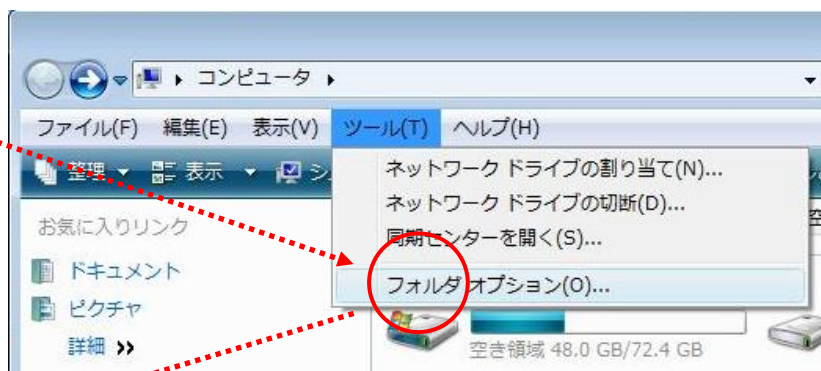 コンピュータ
ファイル(F) 編集(E) 表示(V) ツール(T) ヘルプ(H)
整理 表示
ネットワーク ドライブの割り当て(N)...
ネットワーク ドライブの切断(D)...
お気に入りリンク
同期センターを開く(S)...
ドキュメント
フォルダ オプション(O)...
ピクチャ
詳細 »
空き領域 48.0 GB/72.4 GB